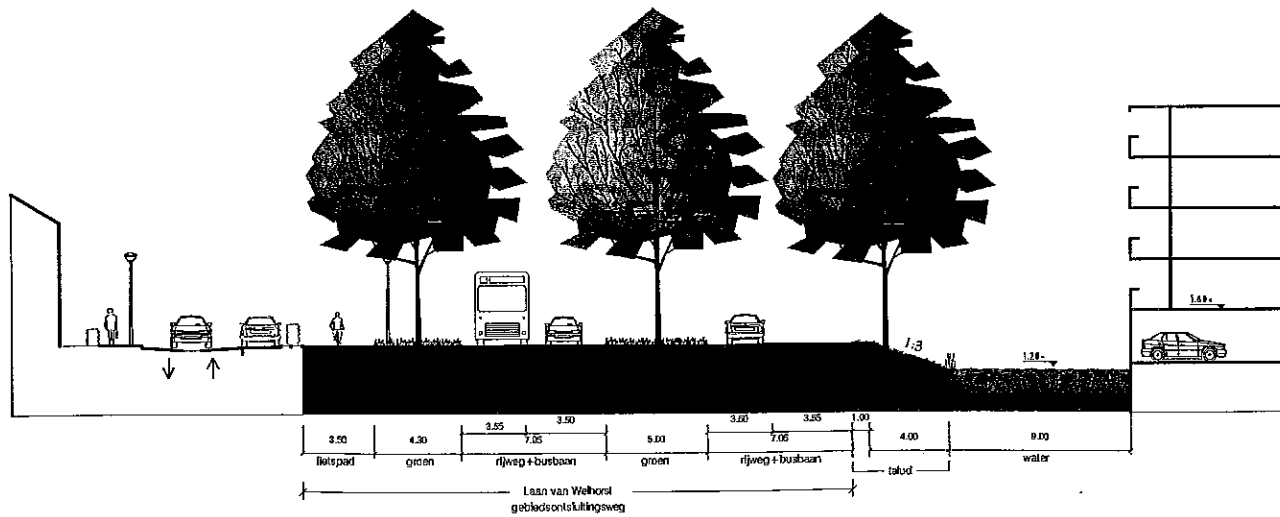 1.60+
1:3
1.20-
3.55 3.50 3.50 3.55 1.00
3.50 4.30 7.05 5.00 7.05 4.00 9.00
fietspad groen rijweg+busbaan groen rijweg+busbaan talud water
Laan van Welhorst
gebiedsontsluitingsweg